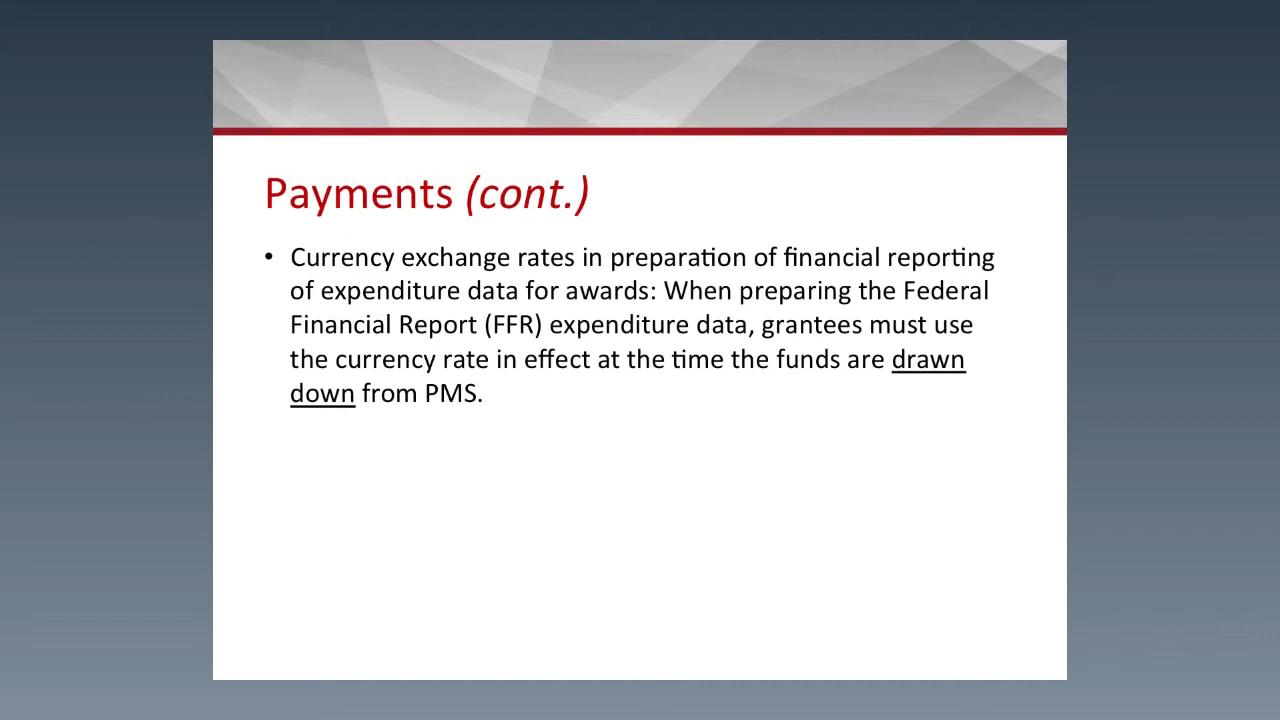 Payments (cont.)
• Currency exchange rates in preparation of financial reporting
of expenditure data for awards: When preparing the Federal
Financial Report (FFR) expenditure data, grantees must use
the currency rate in effect at the time the funds are drawn
down from PMS.